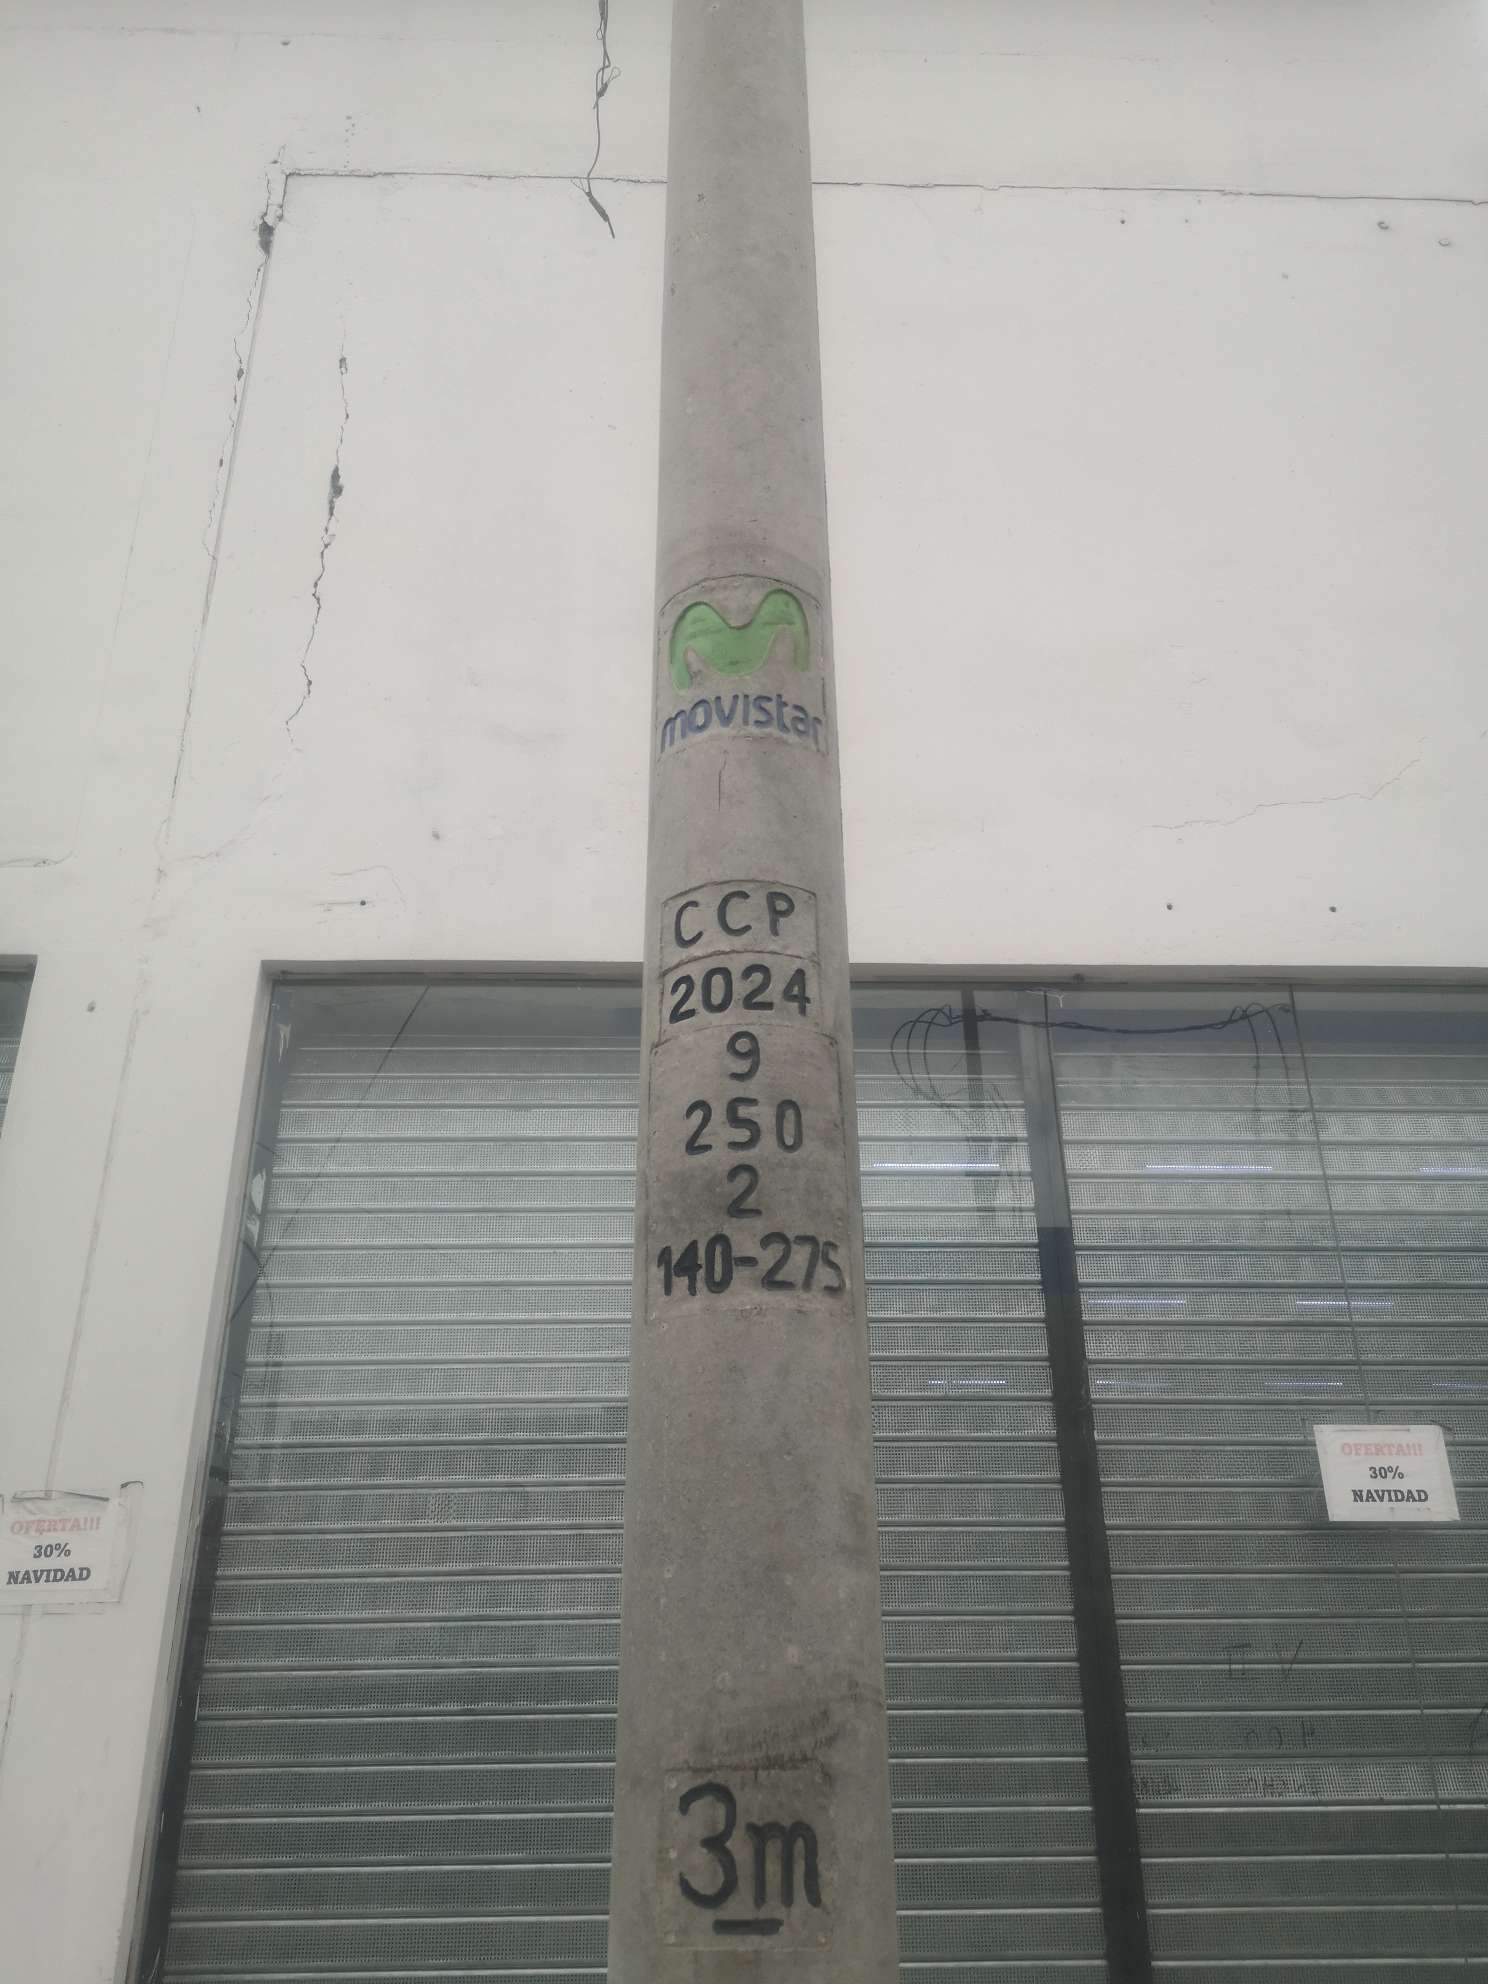 movistar
CCP
2024
9
250
2
140-275
3m
OFERTA!!!
30%
NAVIDAD
OFERTA!!!
30%
NAVIDAD